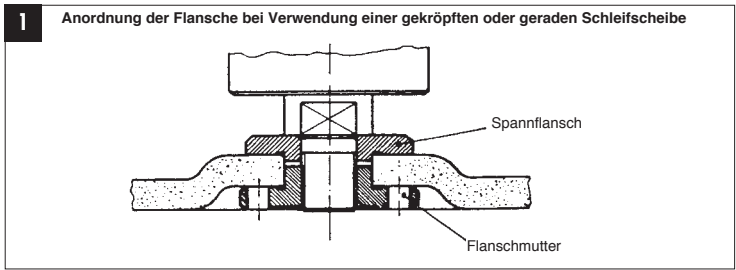 1
Anordnung der Flansche bei Verwendung einer gekröpften oder geraden Schleifscheibe
Spannflansch
Flanschmutter